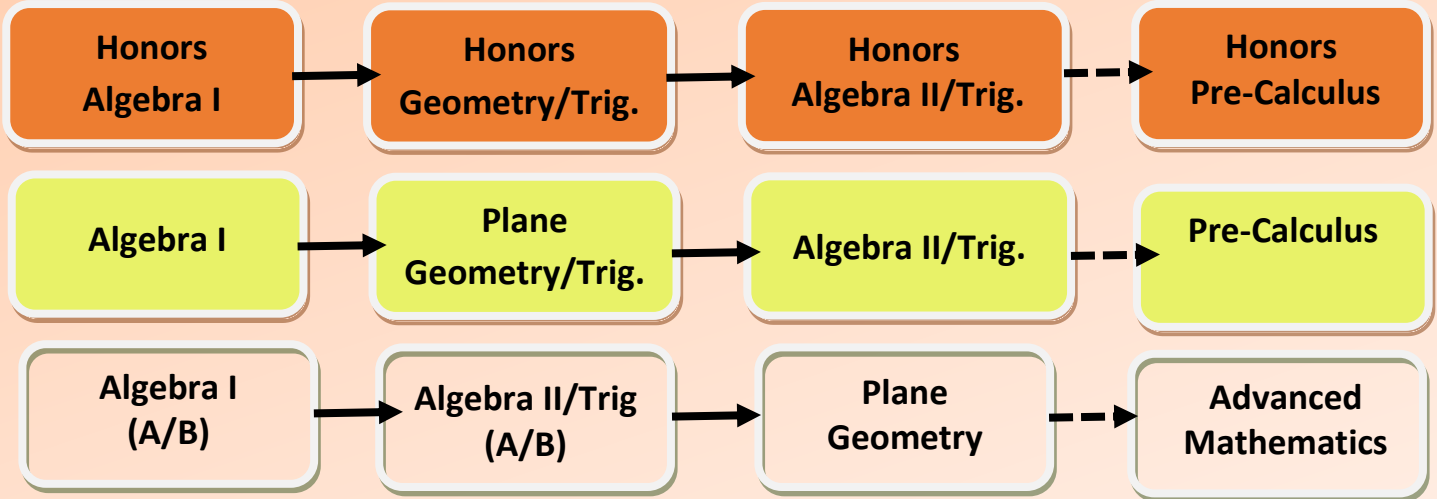 Honors
Algebra I
Honors
Geometry/Trig.
Honors
Algebra II/Trig.
Honors
Pre-Calculus
Algebra I
Plane
Geometry/Trig.
Algebra II/Trig.
Pre-Calculus
Algebra I
(A/B)
Algebra II/Trig
(A/B)
Plane
Geometry
Advanced
Mathematics